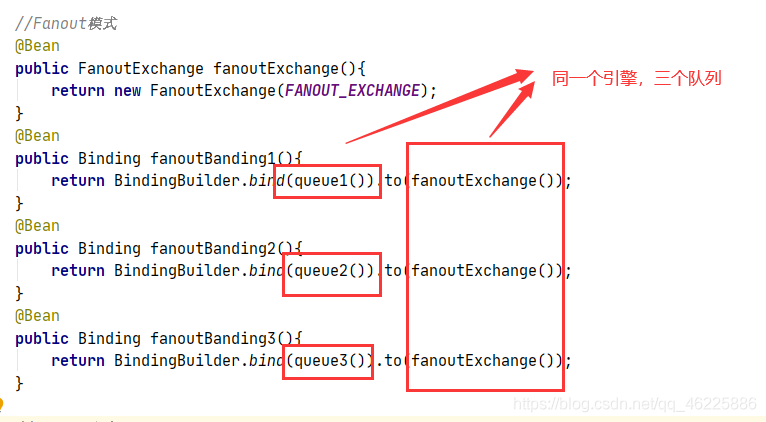 //Fanout模式
@Bean
public FanoutExchange fanoutExchange(){
return new FanoutExchange(FANOUT_EXCHANGE);
}
@Bean
public Binding fanoutBanding1(){
return BindingBuilder.bind(queue1()).to(fanoutExchange());
}
@Bean
public Binding fanoutBanding2(){
return BindingBuilder.bind(queue2()).to(fanoutExchange());
}
@Bean
public Binding fanoutBanding3(){
return BindingBuilder.bind(queue3()).to(fanoutExchange());
}
同一个引擎，三个队列
https://blog.csdn.net/qq_46225886